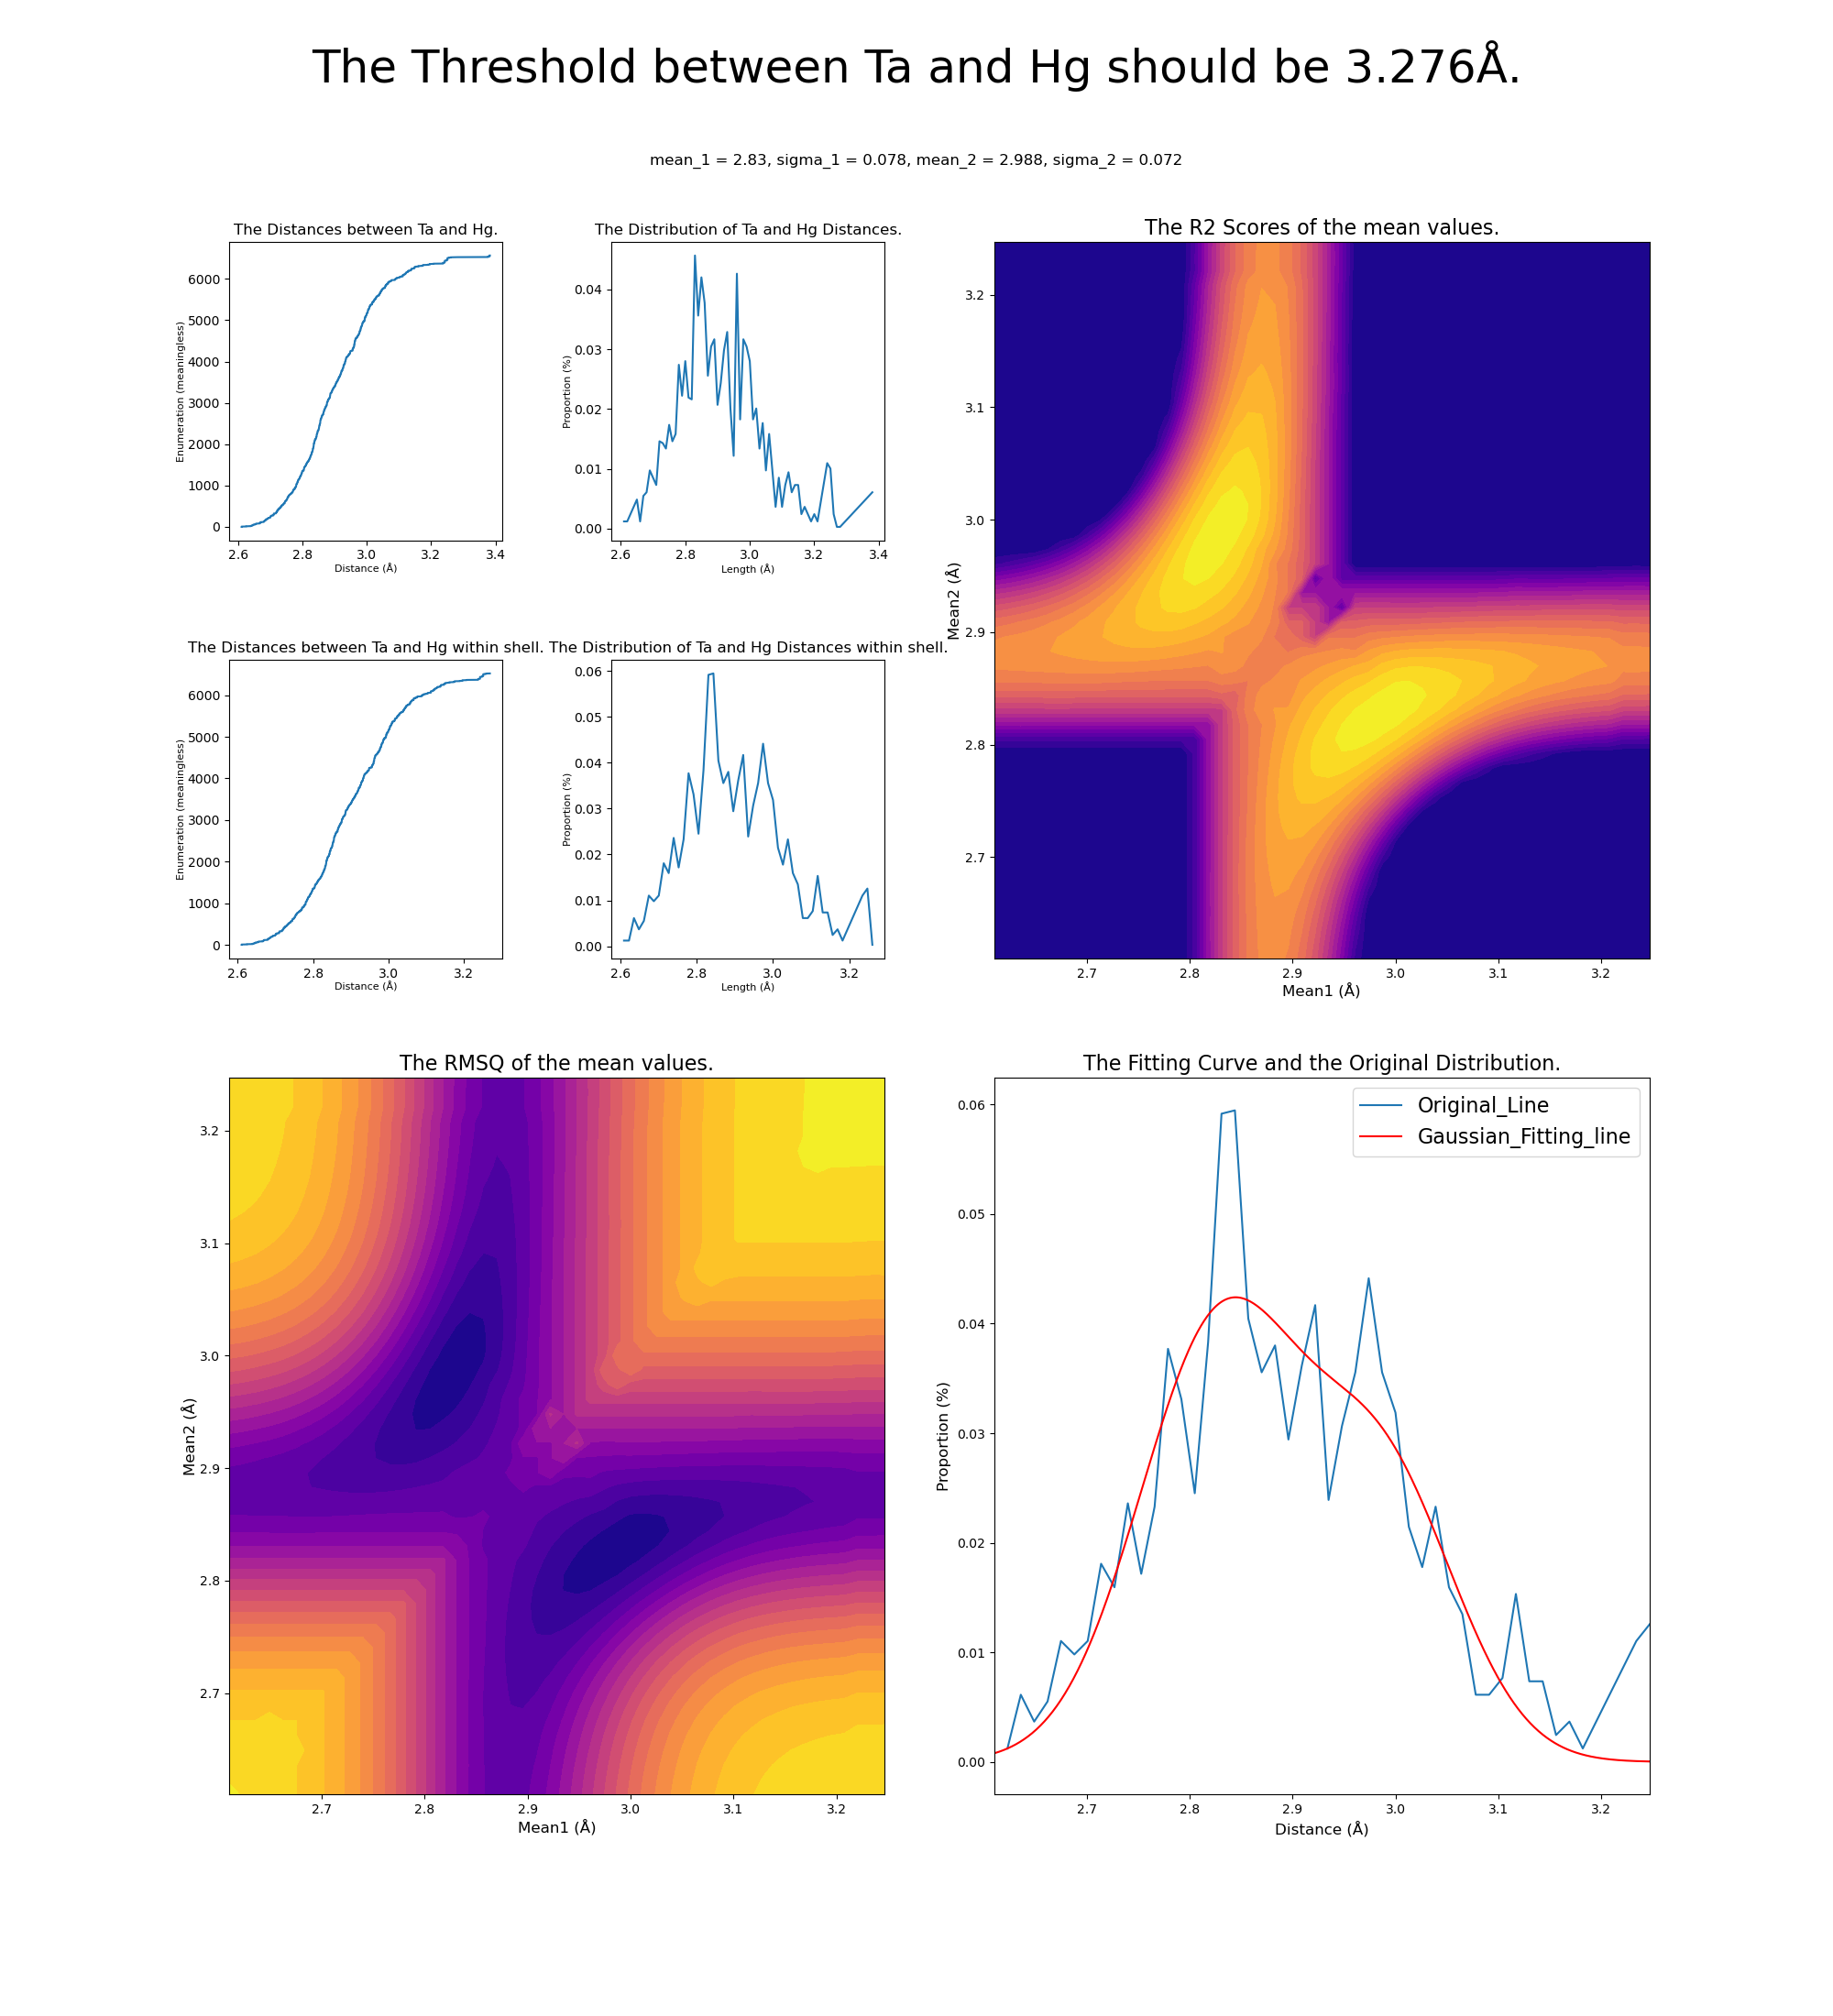 The Threshold between Ta and Hg should be 3.276Å.
mean_1 = 2.83, sigma_1 = 0.078, mean_2 = 2.988, sigma_2 = 0.072
The Distances between Ta and Hg.
Enumeration (meaningless)
6000
5000
4000
3000
2000
1000
0
2.6 2.8 3.0 3.2 3.4
Distance (Å)
The Distribution of Ta and Hg Distances.
Proportion (%)
0.04
0.03
0.02
0.01
0.00
2.6 2.8 3.0 3.2 3.4
Length (Å)
The R2 Scores of the mean values.
Mean2 (Å)
3.2
3.1
3.0
2.9
2.8
2.7
2.7 2.8 2.9 3.0 3.1 3.2
Mean1 (Å)
The Distances between Ta and Hg within shell.
Enumeration (meaningless)
6000
5000
4000
3000
2000
1000
0
2.6 2.8 3.0 3.2
Distance (Å)
The Distribution of Ta and Hg Distances within shell.
Proportion (%)
0.06
0.05
0.04
0.03
0.02
0.01
0.00
2.6 2.8 3.0 3.2
Length (Å)
The RMSQ of the mean values.
Mean2 (Å)
3.2
3.1
3.0
2.9
2.8
2.7
2.7 2.8 2.9 3.0 3.1 3.2
Mean1 (Å)
The Fitting Curve and the Original Distribution.
Original_Line
Gaussian_Fitting_line
Proportion (%)
0.06
0.05
0.04
0.03
0.02
0.01
0.00
2.7 2.8 2.9 3.0 3.1 3.2
Distance (Å)